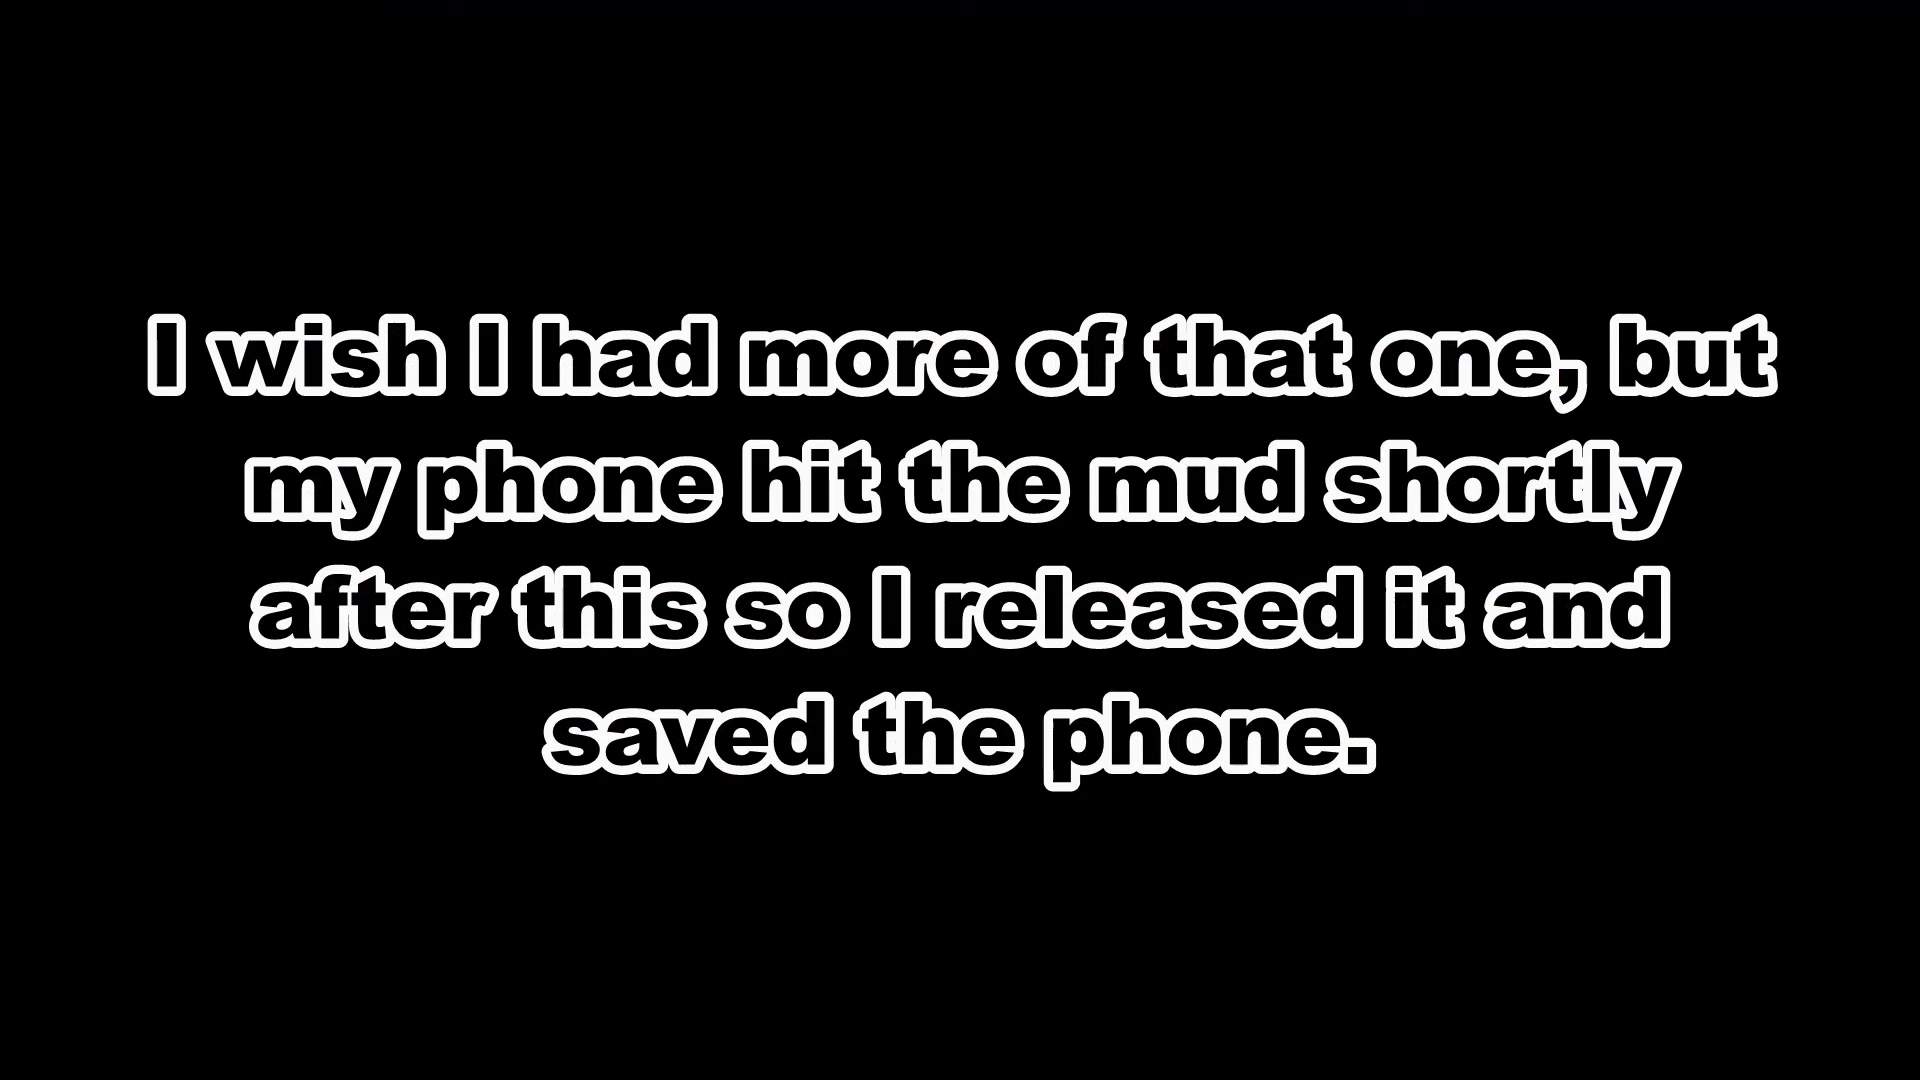 I wish I had more of that one, but
my phone hit the mud shortly
after this so I released it and
saved the phone.